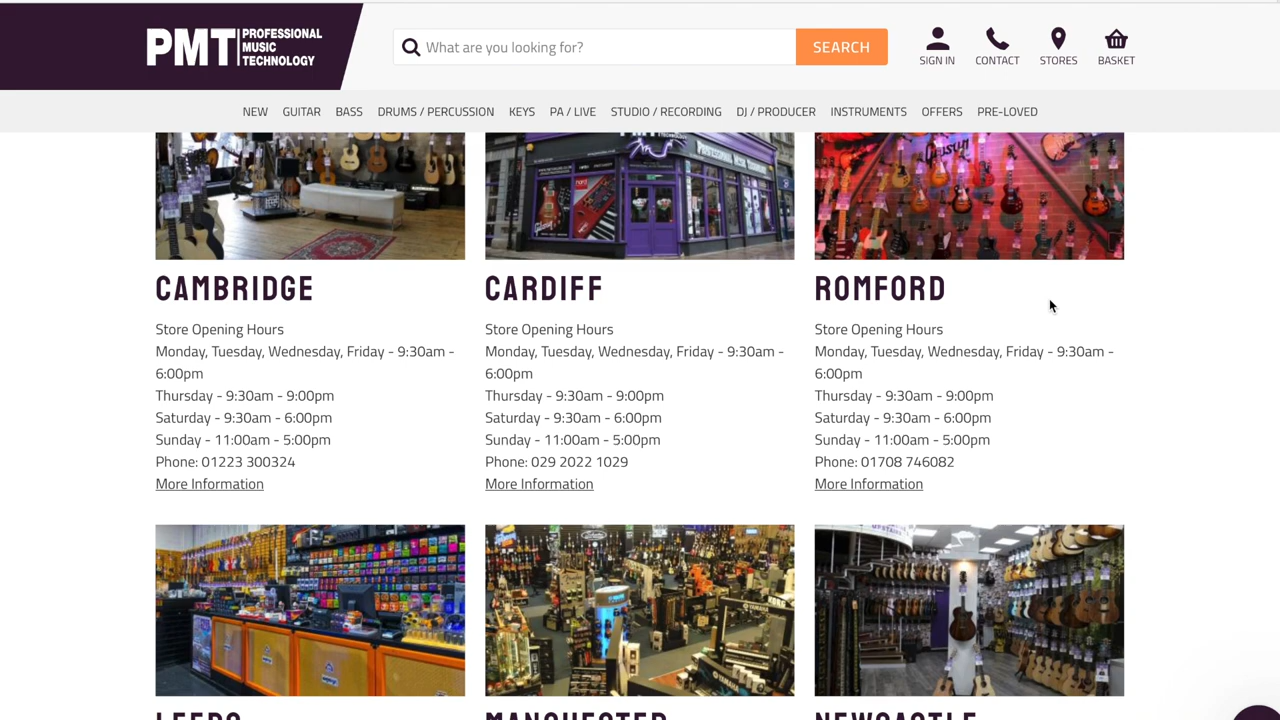 PMT PROFESSIONAL
MUSIC
TECHNOLOGY
What are you looking for?
SEARCH
SIGN IN
CONTACT
STORES
BASKET
NEW
GUITAR
BASS
DRUMS / PERCUSSION
KEYS
PA / LIVE
STUDIO / RECORDING
DJ / PRODUCER
INSTRUMENTS
OFFERS
PRE-LOVED
CAMBRIDGE
Store Opening Hours
Monday, Tuesday, Wednesday, Friday - 9:30am -
6:00pm
Thursday - 9:30am - 9:00pm
Saturday - 9:30am - 6:00pm
Sunday - 11:00am - 5:00pm
Phone: 01223 300324
More Information
CARDIFF
Store Opening Hours
Monday, Tuesday, Wednesday, Friday - 9:30am -
6:00pm
Thursday - 9:30am - 9:00pm
Saturday - 9:30am - 6:00pm
Sunday - 11:00am - 5:00pm
Phone: 029 2022 1029
More Information
Gibson
ROMFORD
Store Opening Hours
Monday, Tuesday, Wednesday, Friday - 9:30am -
6:00pm
Thursday - 9:30am - 9:00pm
Saturday - 9:30am - 6:00pm
Sunday - 11:00am - 5:00pm
Phone: 01708 746082
More Information
YAMAHA
YAMAHA
LEEDS
MANCHESTER
NEWCASTLE